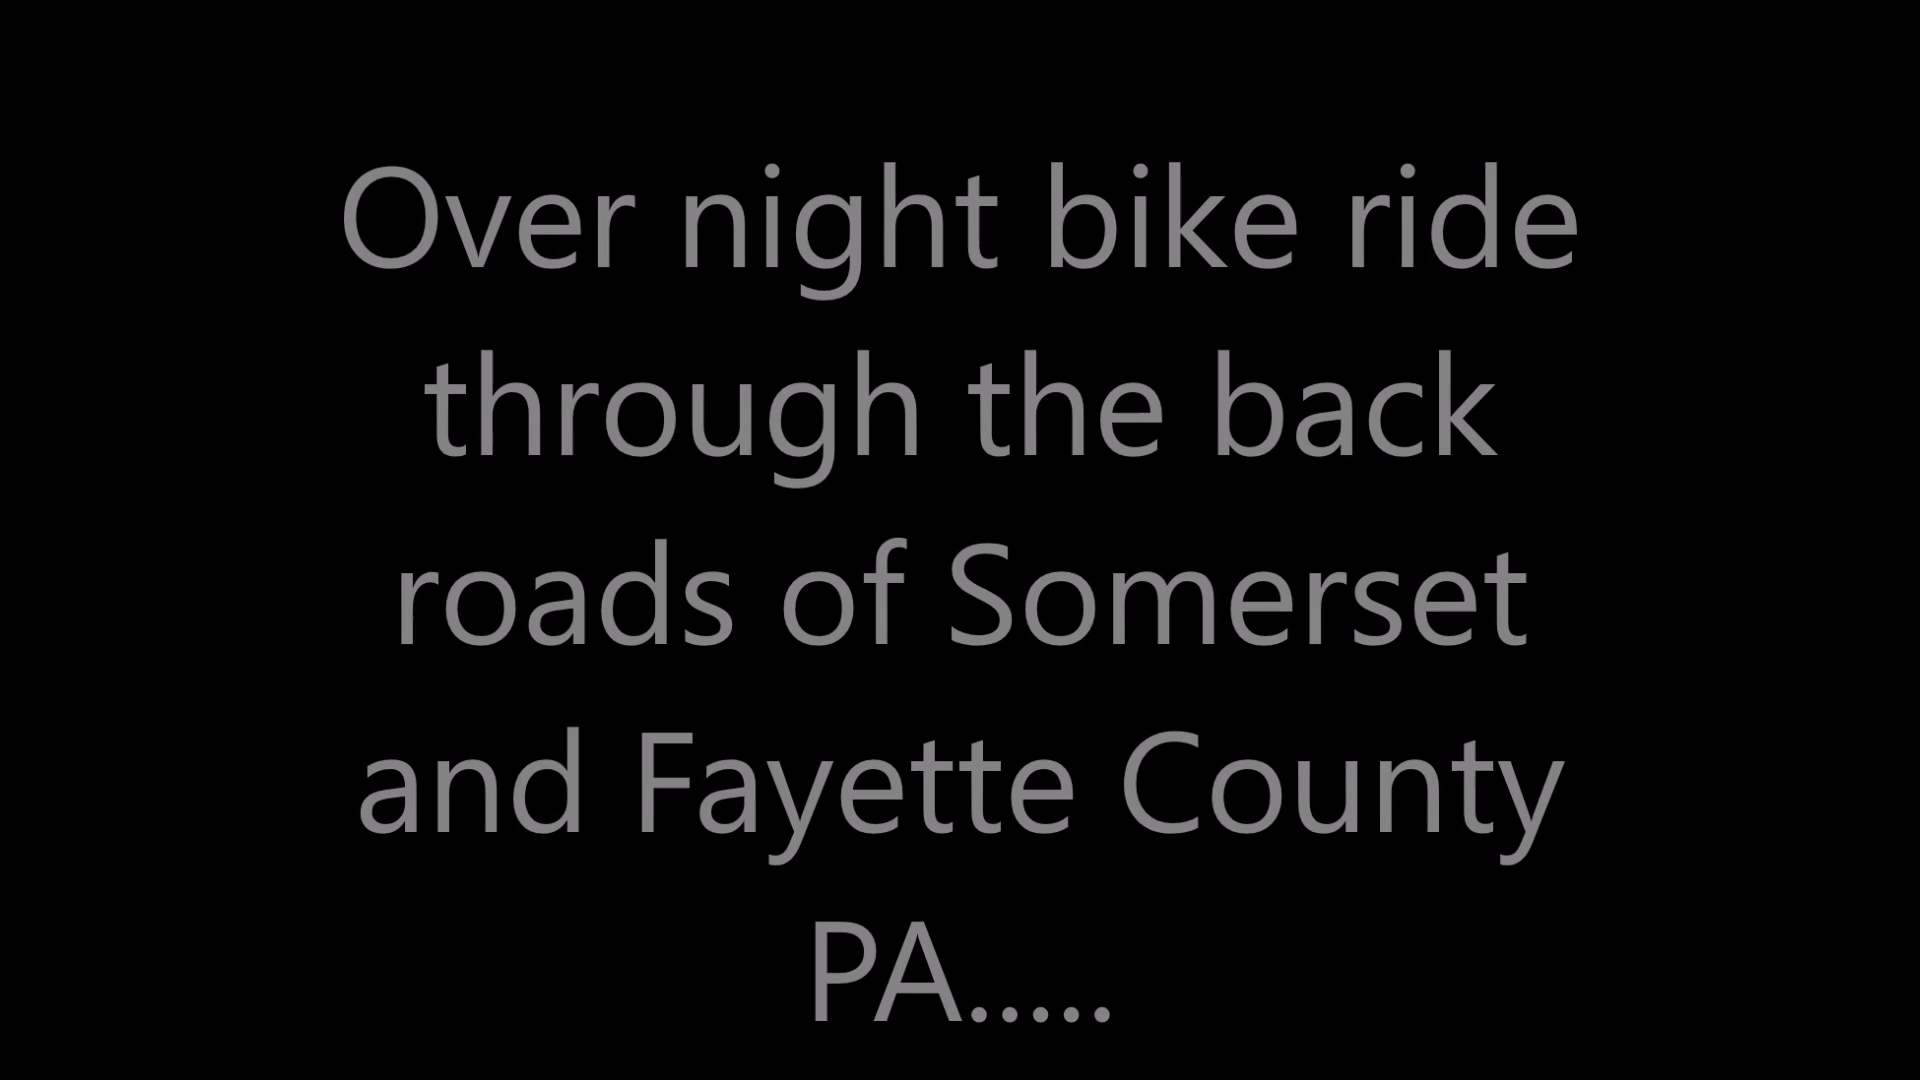 Over night bike ride
through the back
roads of Somerset
and Fayette County
PA.....